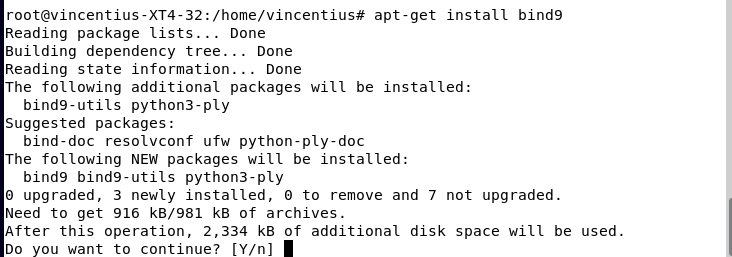 root@vincentius-XT4-32:/home/vincentius# apt-get install bind9
Reading package lists... Done
Building dependency tree... Done
Reading state information... Done
The following additional packages will be installed:
  bind9-utils python3-ply
Suggested packages:
  bind-doc resolvconf ufw python-ply-doc
The following NEW packages will be installed:
  bind9 bind9-utils python3-ply
0 upgraded, 3 newly installed, 0 to remove and 7 not upgraded.
Need to get 916 kB/981 kB of archives.
After this operation, 2,334 kB of additional disk space will be used.
Do you want to continue? [Y/n]